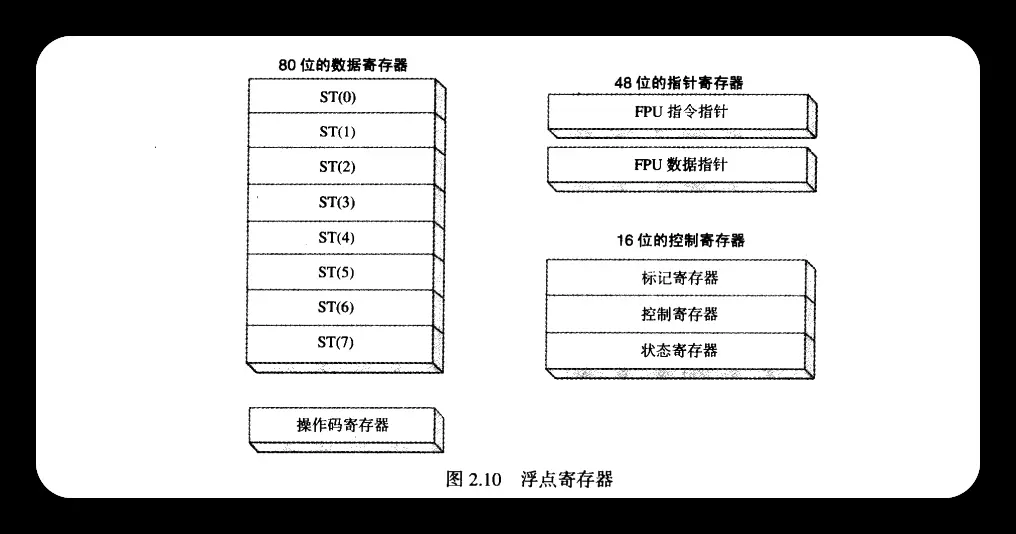 80 位的数据寄存器
ST(0)
ST(1)
ST(2)
ST(3)
ST(4)
ST(5)
ST(6)
ST(7)
操作码寄存器
48 位的指针寄存器
FPU 指令指针
FPU 数据指针
16 位的控制寄存器
标记寄存器
控制寄存器
状态寄存器
图 2.10 浮点寄存器